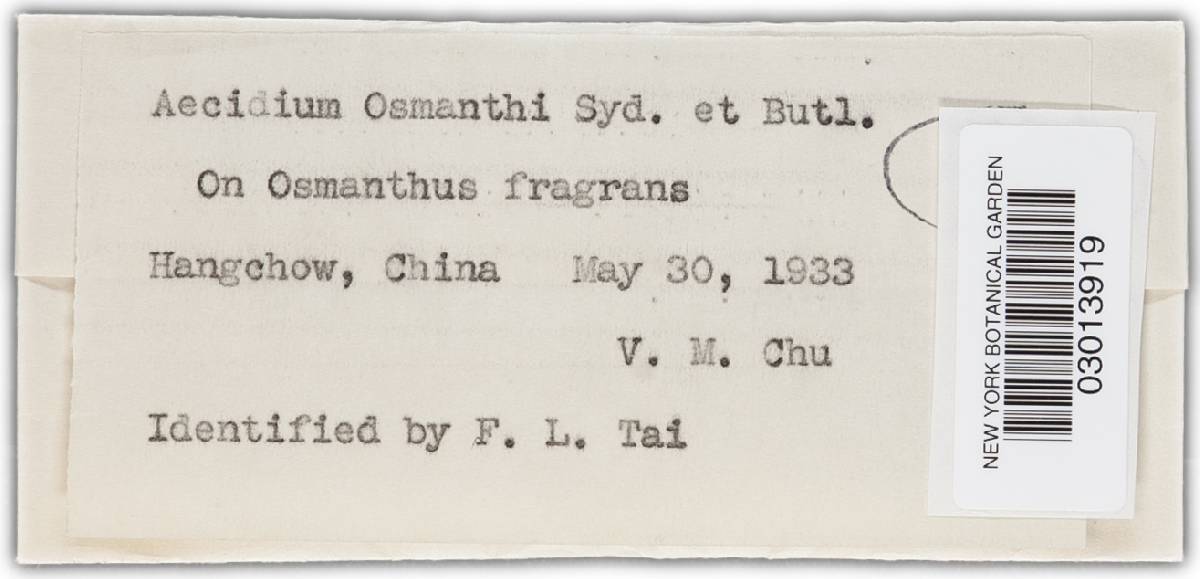 Aecidium Osmanthi Syd. et Butl.
On Osmanthus fragrans
Hangchow, China May 30, 1933
V. M. Chu
Identified by F. L. Tai
NEW YORK BOTANICAL GARDEN
03013919